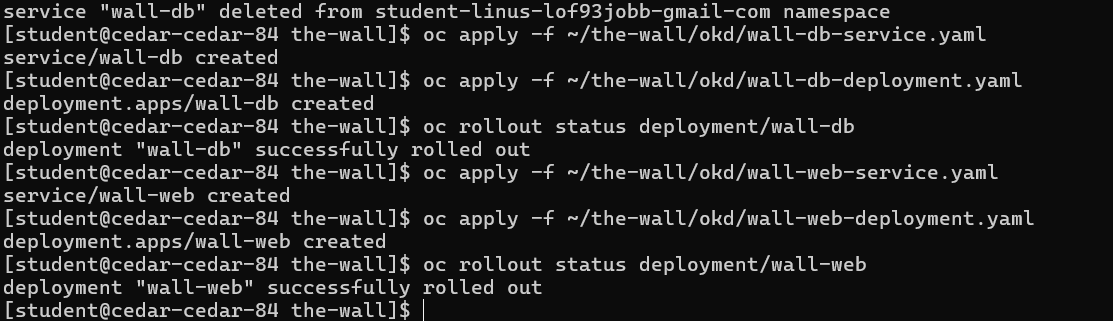 service "wall-db" deleted from student-linus-lof93jobb-gmail-com namespace
[student@cedar-cedar-84 the-wall]$ oc apply -f ~/the-wall/okd/wall-db-service.yaml
service/wall-db created
[student@cedar-cedar-84 the-wall]$ oc apply -f ~/the-wall/okd/wall-db-deployment.yaml
deployment.apps/wall-db created
[student@cedar-cedar-84 the-wall]$ oc rollout status deployment/wall-db
deployment "wall-db" successfully rolled out
[student@cedar-cedar-84 the-wall]$ oc apply -f ~/the-wall/okd/wall-web-service.yaml
service/wall-web created
[student@cedar-cedar-84 the-wall]$ oc apply -f ~/the-wall/okd/wall-web-deployment.yaml
deployment.apps/wall-web created
[student@cedar-cedar-84 the-wall]$ oc rollout status deployment/wall-web
deployment "wall-web" successfully rolled out
[student@cedar-cedar-84 the-wall]$